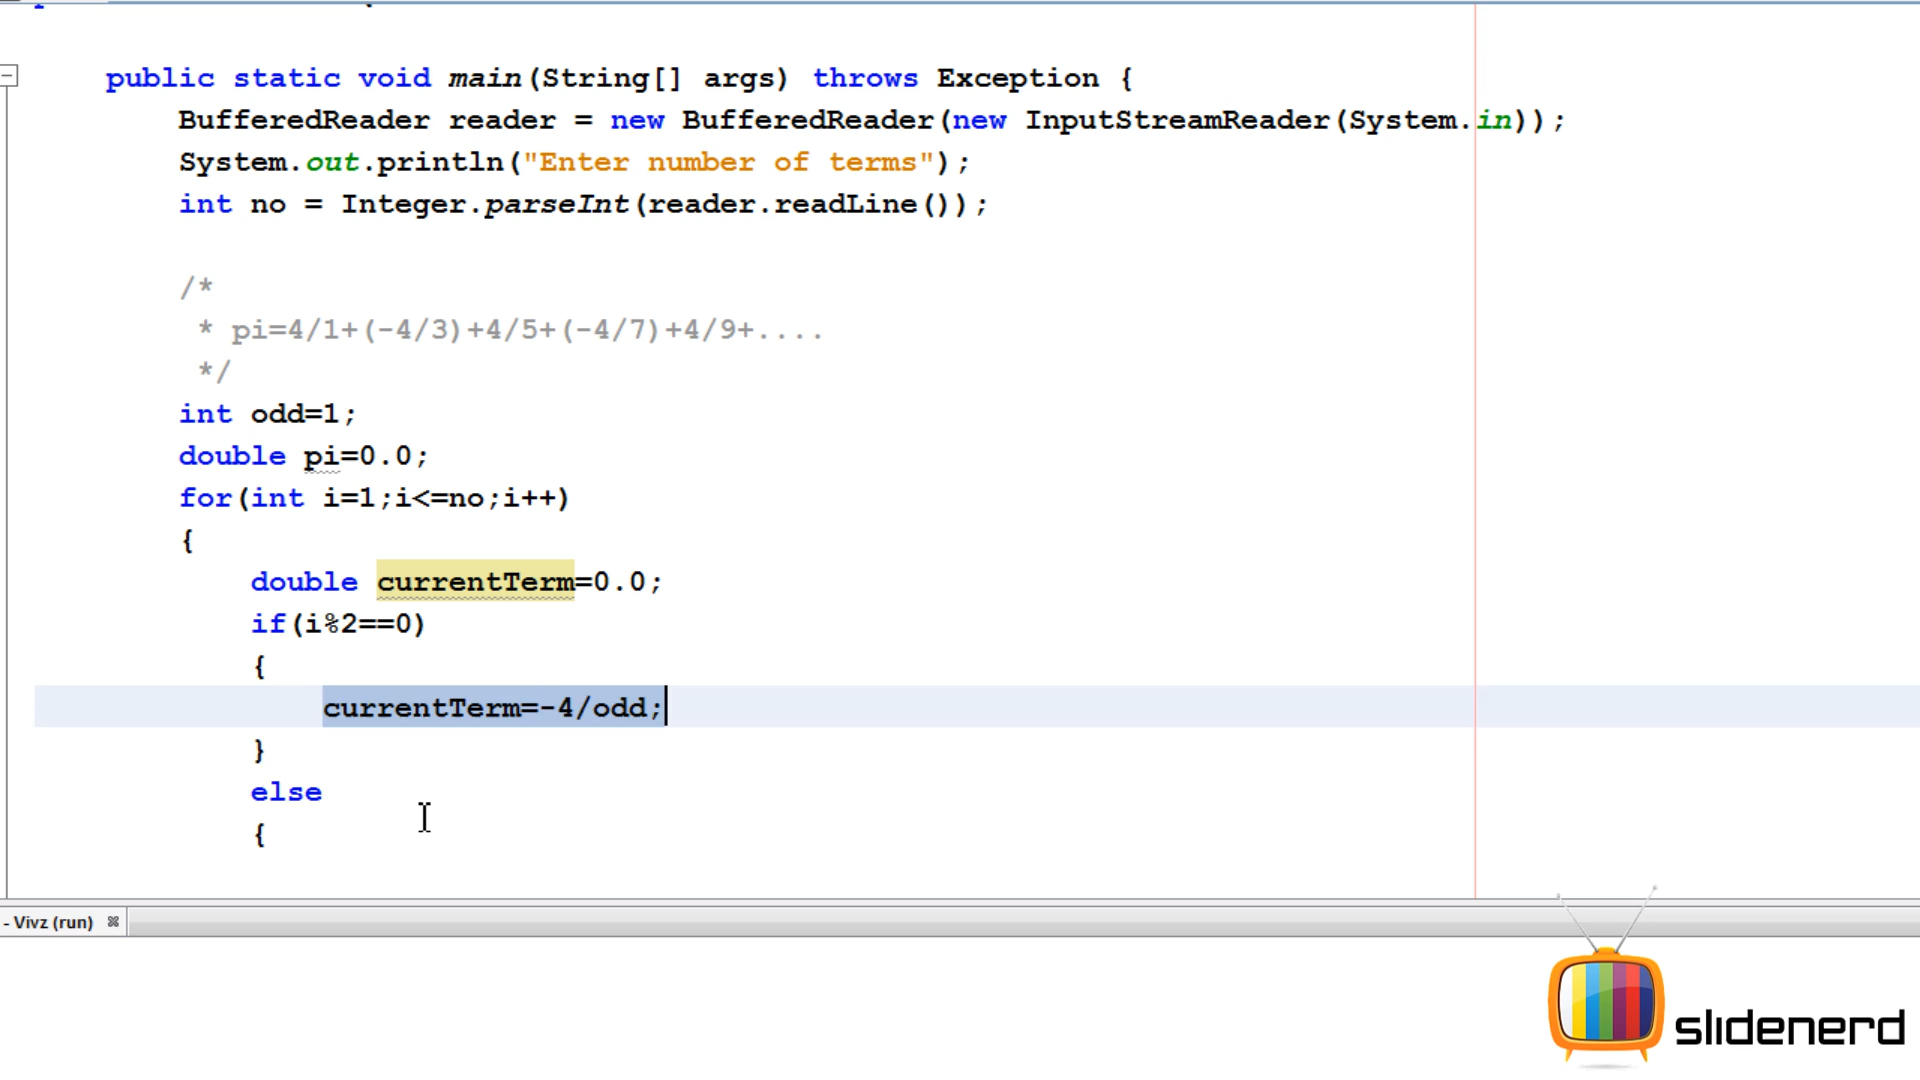 public static void main(String[] args) throws Exception {
BufferedReader reader = new BufferedReader(new InputStreamReader(System.in));
System.out.println("Enter number of terms");
int no = Integer.parseInt(reader.readLine());
/*
* pi=4/1+(-4/3)+4/5+(-4/7)+4/9+....
*/
int odd=1;
double pi=0.0;
for(int i=1;i<=no;i++)
{
double currentTerm=0.0;
if(i%2==0)
{
currentTerm=-4/odd;
}
else
{
- Vivz (run)
slidenerd